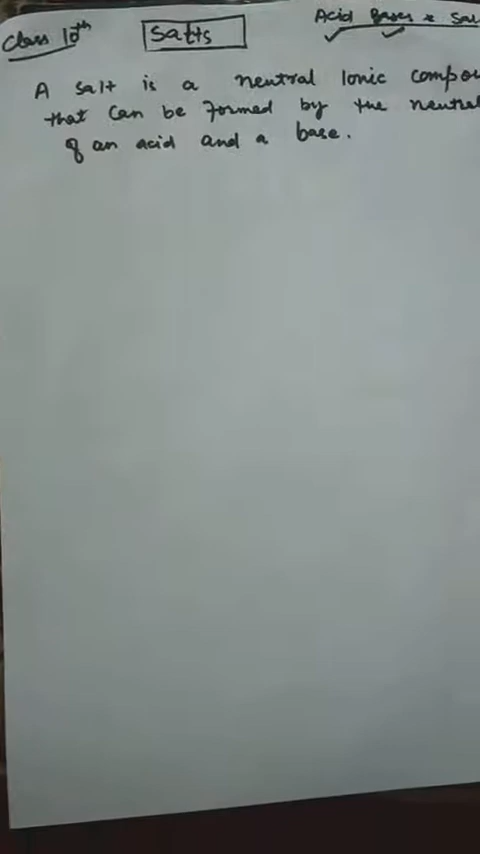 Class 10th
Salts
Acid Bases & Sal
A salt is a neutral Ionic compou
that can be formed by the neutral
of an acid and a base.